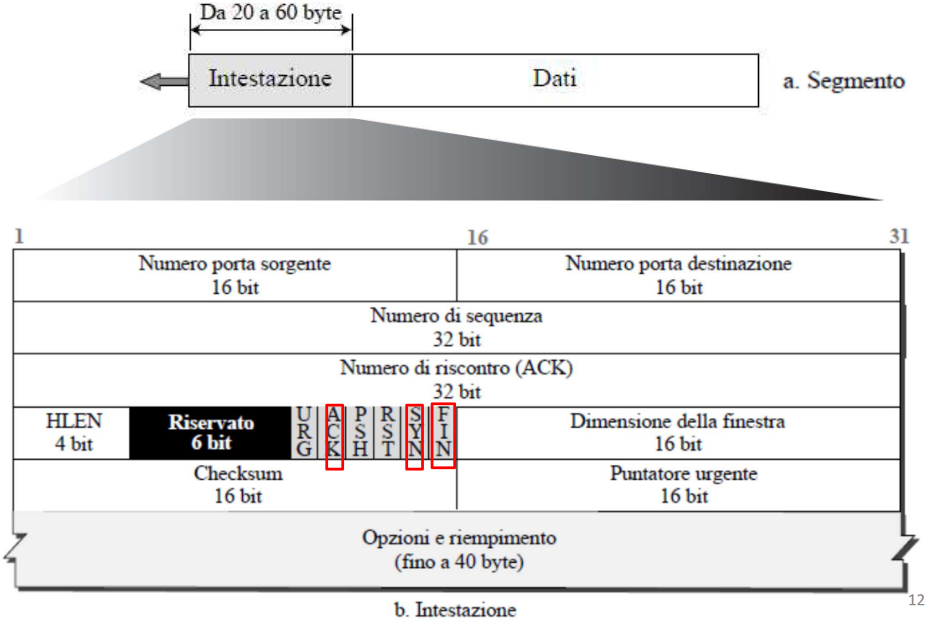 Da 20 a 60 byte
Intestazione Dati a. Segmento
1 16 31
Numero porta sorgente Numero porta destinazione
16 bit 16 bit
Numero di sequenza
32 bit
Numero di riscontro (ACK)
32 bit
HLEN Riservato URG ACK PSH RST SYN FIN Dimensione della finestra
4 bit 6 bit 16 bit
Checksum Puntatore urgente
16 bit 16 bit
Opzioni e riempimento
(fino a 40 byte)
b. Intestazione
12